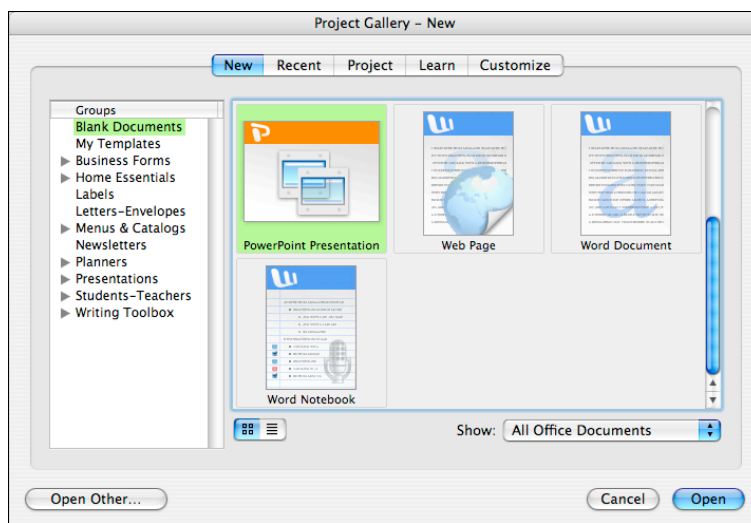 Project Gallery – New
New Recent Project Learn Customize
Groups
Blank Documents
My Templates
Business Forms
Home Essentials
Labels
Letters–Envelopes
Menus & Catalogs
Newsletters
Planners
Presentations
Students–Teachers
Writing Toolbox
PowerPoint Presentation
Web Page
Word Document
Word Notebook
Show: All Office Documents
Open Other...
Cancel
Open